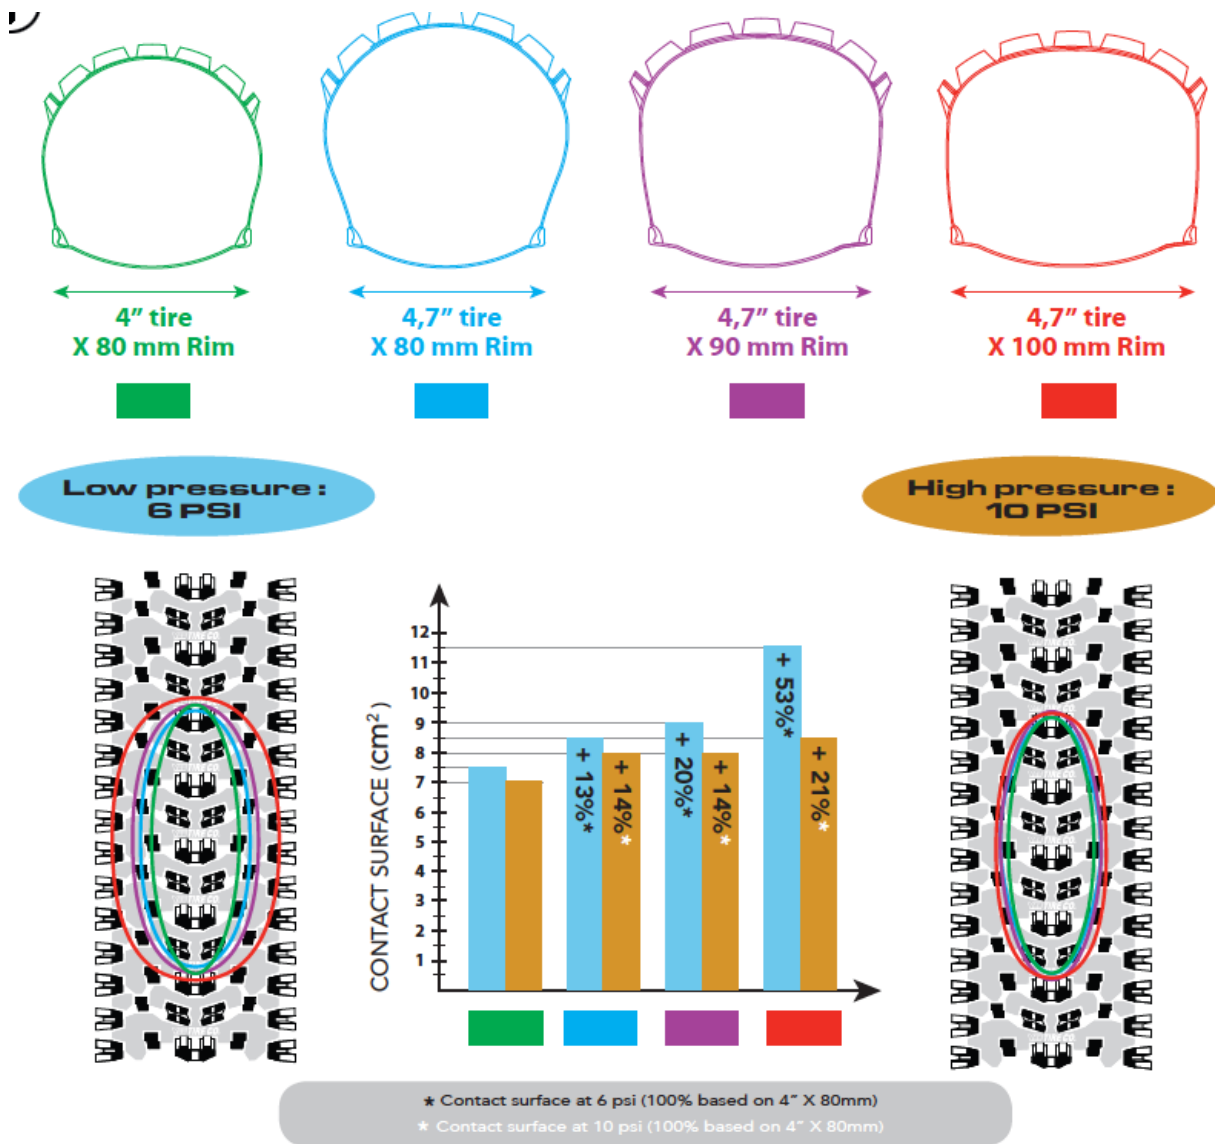 4” tire
X 80 mm Rim
4,7” tire
X 80 mm Rim
4,7” tire
X 90 mm Rim
4,7” tire
X 100 mm Rim
Low pressure :
6 PSI
High pressure :
10 PSI
CONTACT SURFACE (cm²)
12
11
10
9
8
7
6
5
4
3
2
1
+ 13%*
+ 14%*
+ 20%*
+ 14%*
+ 53%*
+ 21%*
* Contact surface at 6 psi (100% based on 4” X 80mm)
* Contact surface at 10 psi (100% based on 4” X 80mm)